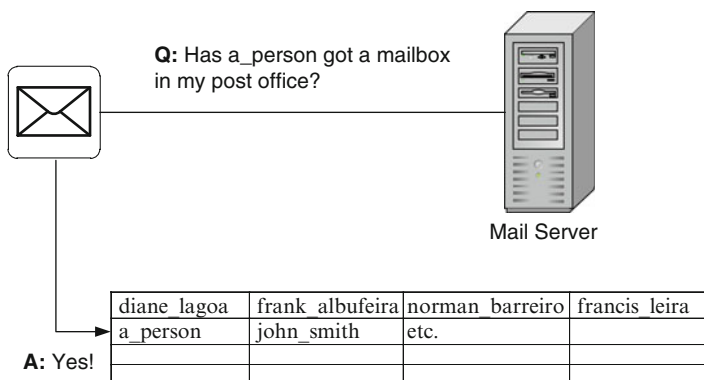 Q: Has a_person got a mailbox
in my post office?
Mail Server
diane_lagoa frank_albufeira norman_barreiro francis_leira
a_person john_smith etc.
A: Yes!